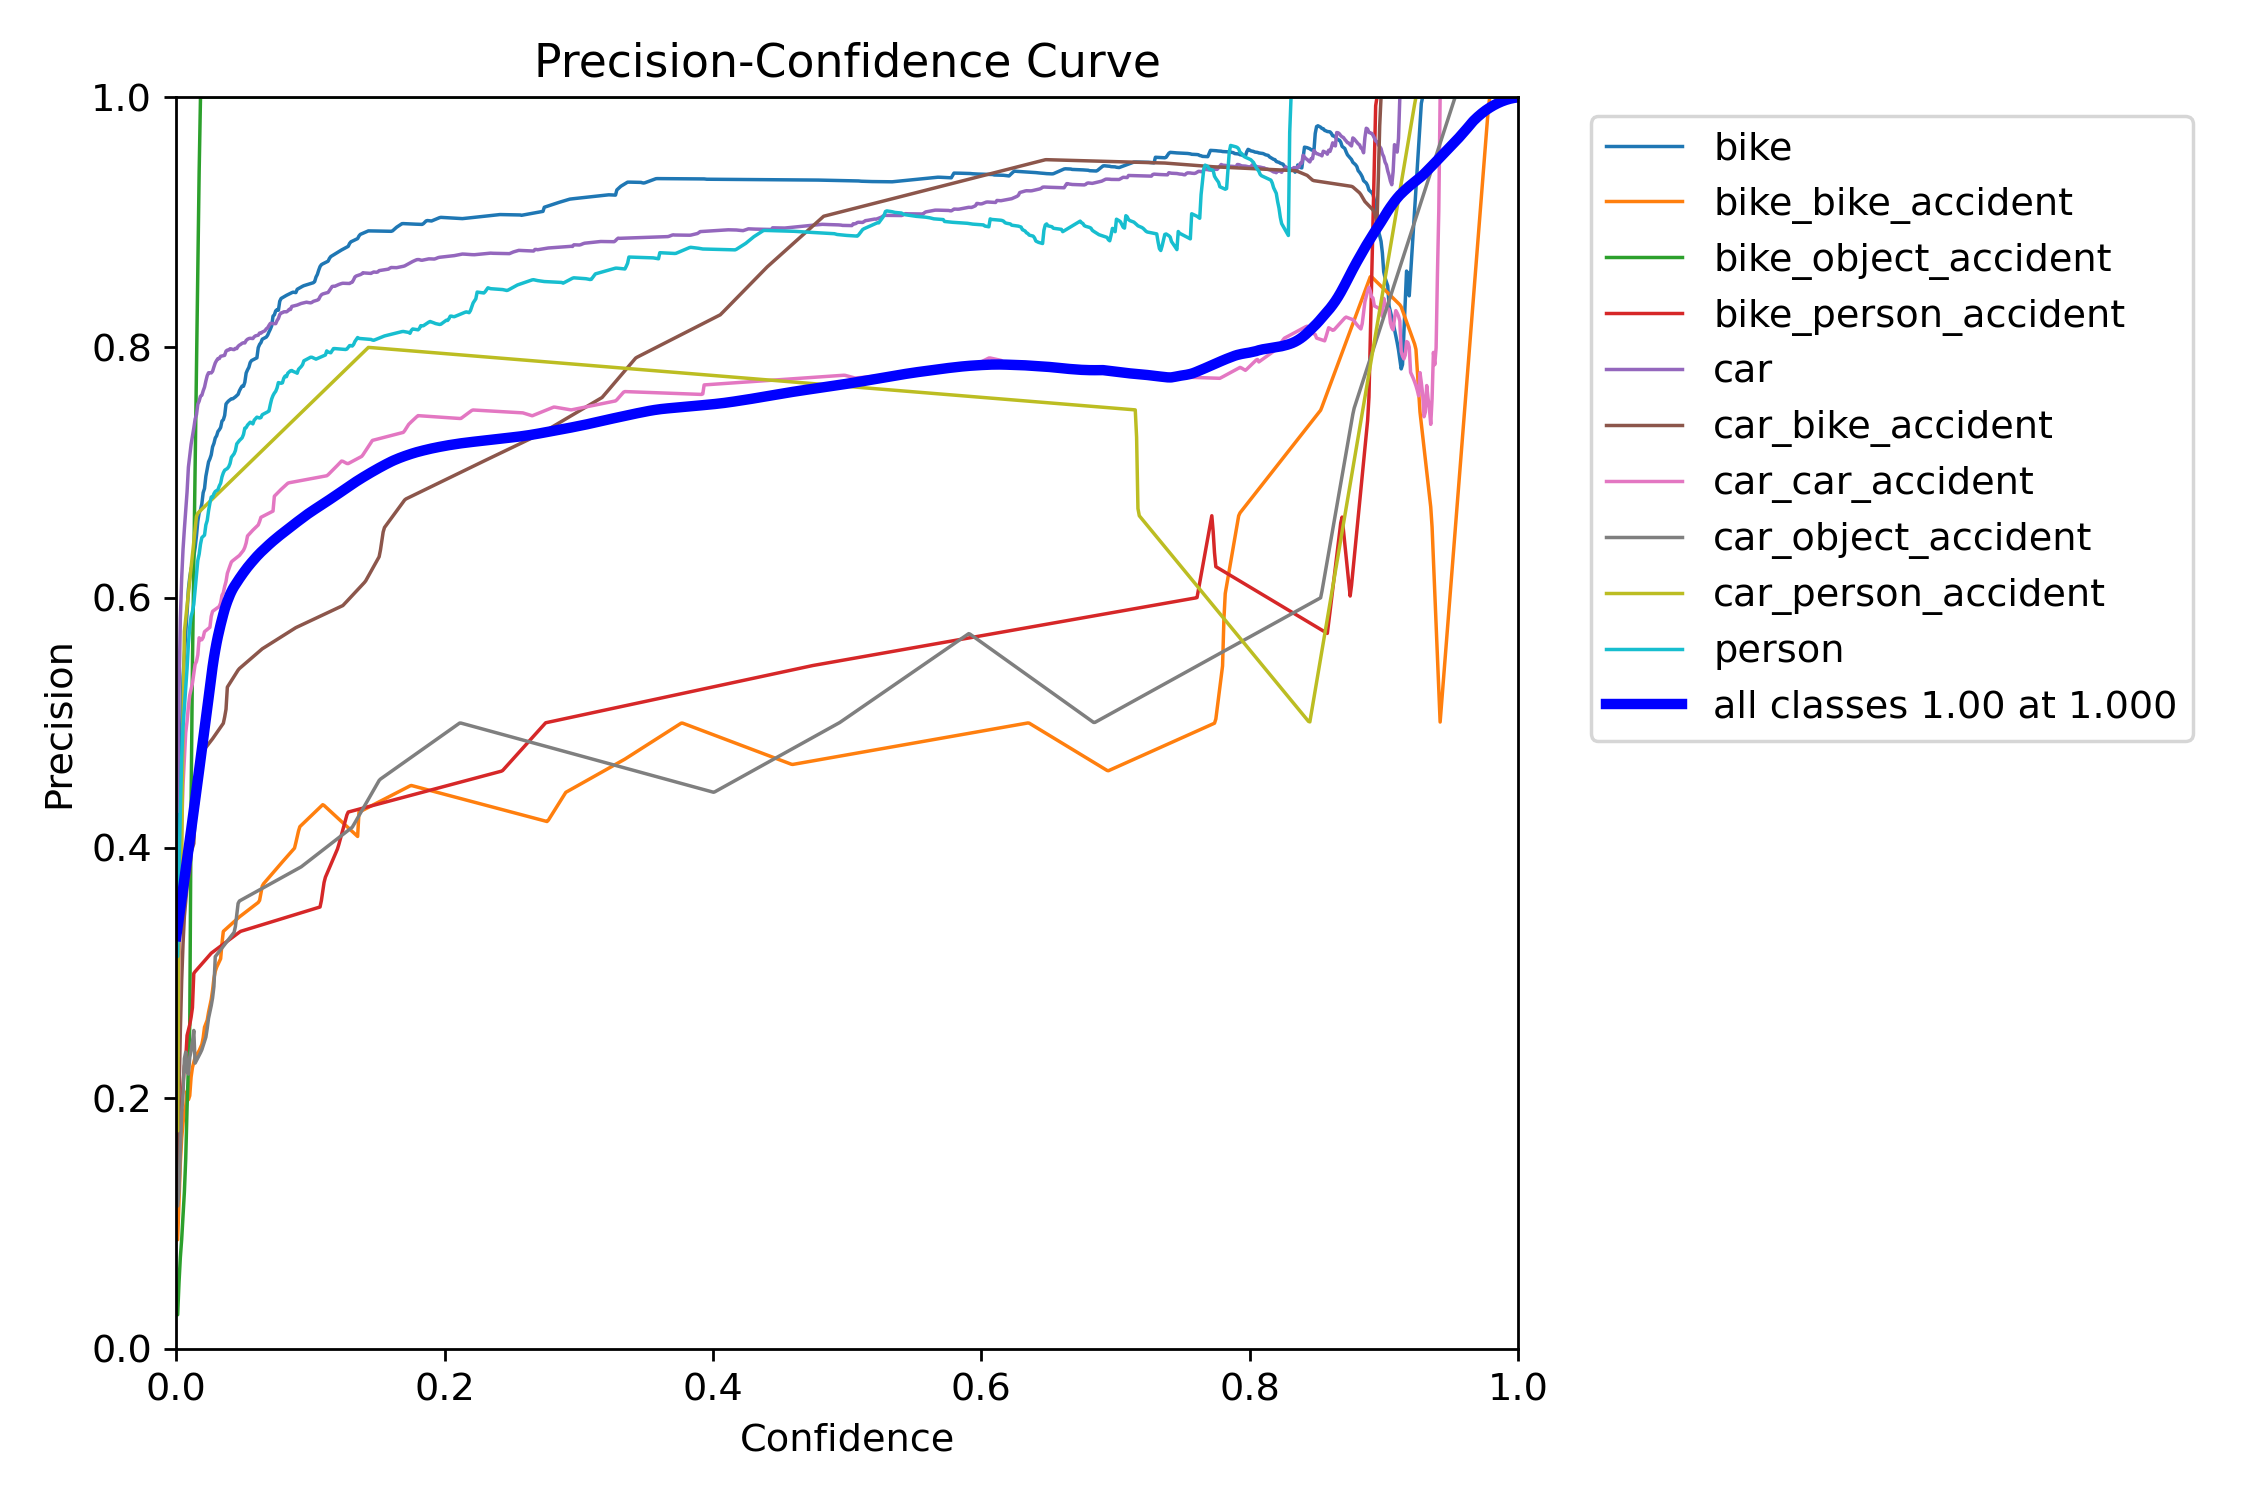 Precision-Confidence Curve
1.0
0.8
0.6
0.4
0.2
0.0
Precision
0.0 0.2 0.4 0.6 0.8 1.0
Confidence
bike
bike_bike_accident
bike_object_accident
bike_person_accident
car
car_bike_accident
car_car_accident
car_object_accident
car_person_accident
person
all classes 1.00 at 1.000